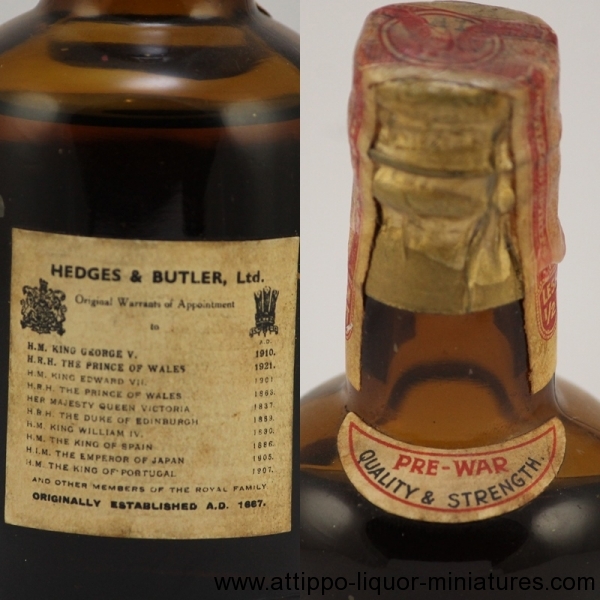 HEDGES & BUTLER, Ltd.
Original Warrants of Appointment
to
A.D.
H.M. KING GEORGE V. 1910.
H.R.H. THE PRINCE OF WALES 1921.
H.M. KING EDWARD VII. 1901.
H.R.H. THE PRINCE OF WALES 1863.
HER MAJESTY QUEEN VICTORIA 1837.
H.R.H. THE DUKE OF EDINBURGH
H.M. KING WILLIAM IV. 1830.
H.M. THE KING OF SPAIN 1886.
H.I.M. THE EMPEROR OF JAPAN 1905.
H.M. THE KING OF PORTUGAL 1907.
AND OTHER MEMBERS OF THE ROYAL FAMILY
ORIGINALLY ESTABLISHED A.D. 1667.
PRE-WAR
QUALITY & STRENGTH.
www.attippo-liquor-miniatures.com